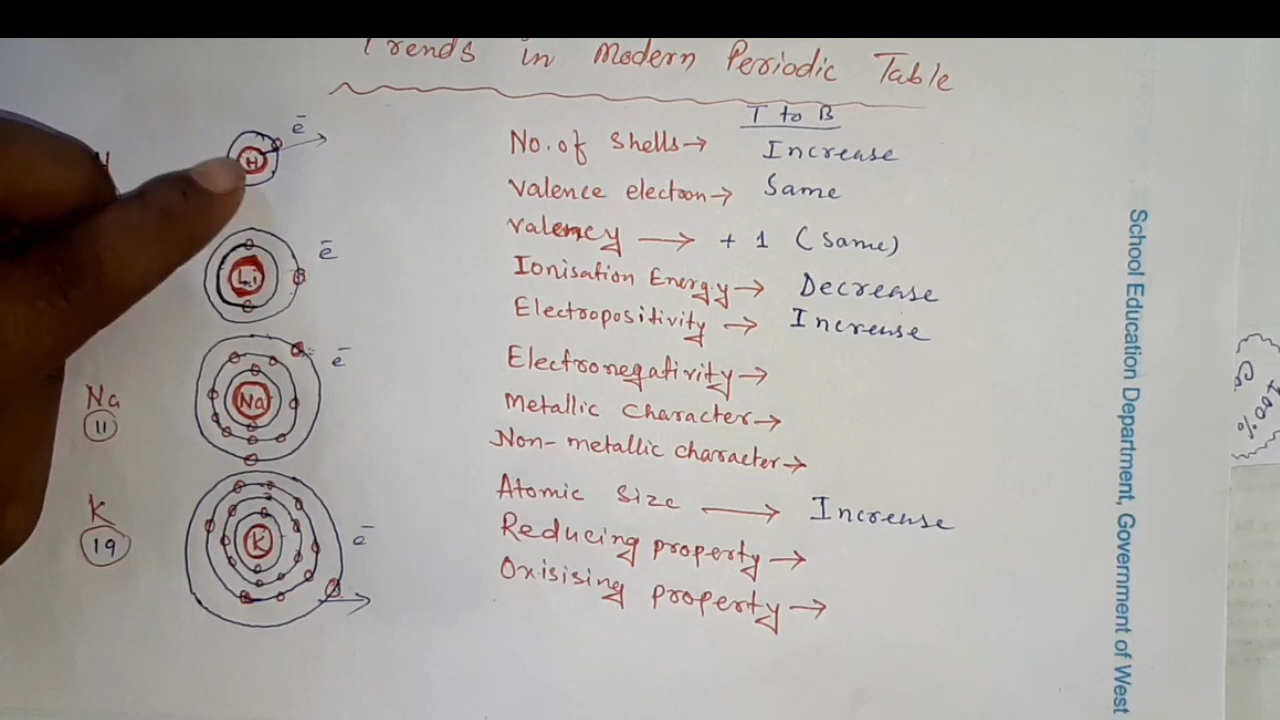 Trends in Modern Periodic Table
T to B
No. of Shells → Increase
Valence electron → Same
Valency → + 1 (Same)
Ionisation Energy → Decrease
Electropositivity → Increase
Electronegativity →
Metallic Character →
Non-metallic character →
Atomic Size → Increase
Reducing property →
Oxisising property →
H
e⁻
Li
e⁻
Na
11
Na
e⁻
K
19
K
e⁻
School Education Department, Government of West
100%